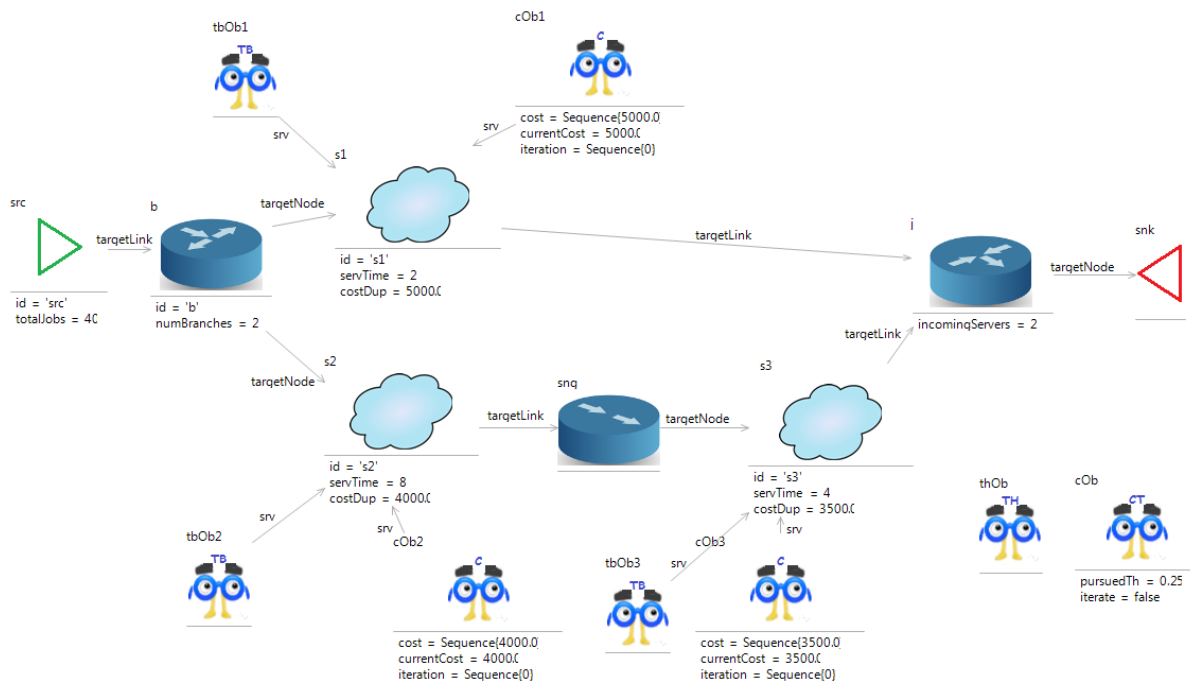 tbOb1
TB
srv
cOb1
C
cost = Sequence{5000.0
currentCost = 5000.0
iteration = Sequence{0}
srv
s1
id = 's1'
servTime = 2
costDup = 5000.0
src
id = 'src'
totalJobs = 40
targetLink
b
id = 'b'
numBranches = 2
targetNode
targetLink
j
incomingServers = 2
targetNode
snk
targetNode
s2
id = 's2'
servTime = 8
costDup = 4000.0
targetLink
snq
targetNode
s3
id = 's3'
servTime = 4
costDup = 3500.0
targetLink
tbOb2
TB
srv
srv
cOb2
C
cost = Sequence{4000.0
currentCost = 4000.0
iteration = Sequence{0}
tbOb3
TB
srv
cOb3
C
srv
cost = Sequence{3500.0
currentCost = 3500.0
iteration = Sequence{0}
thOb
TH
cOb
CT
pursuedTh = 0.25
iterate = false